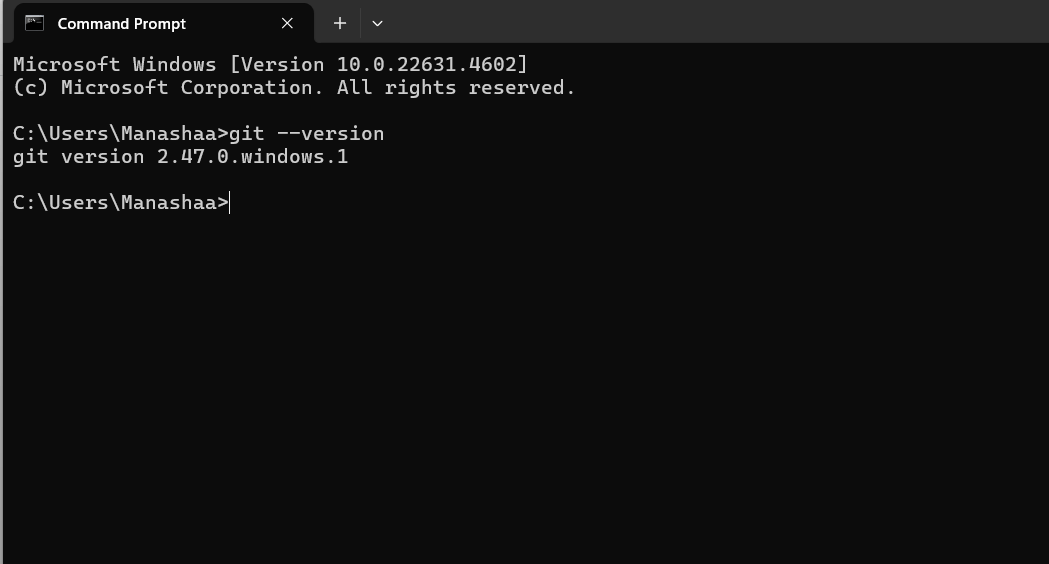 Command Prompt
Microsoft Windows [Version 10.0.22631.4602]
(c) Microsoft Corporation. All rights reserved.
C:\Users\Manashaa>git --version
git version 2.47.0.windows.1
C:\Users\Manashaa>